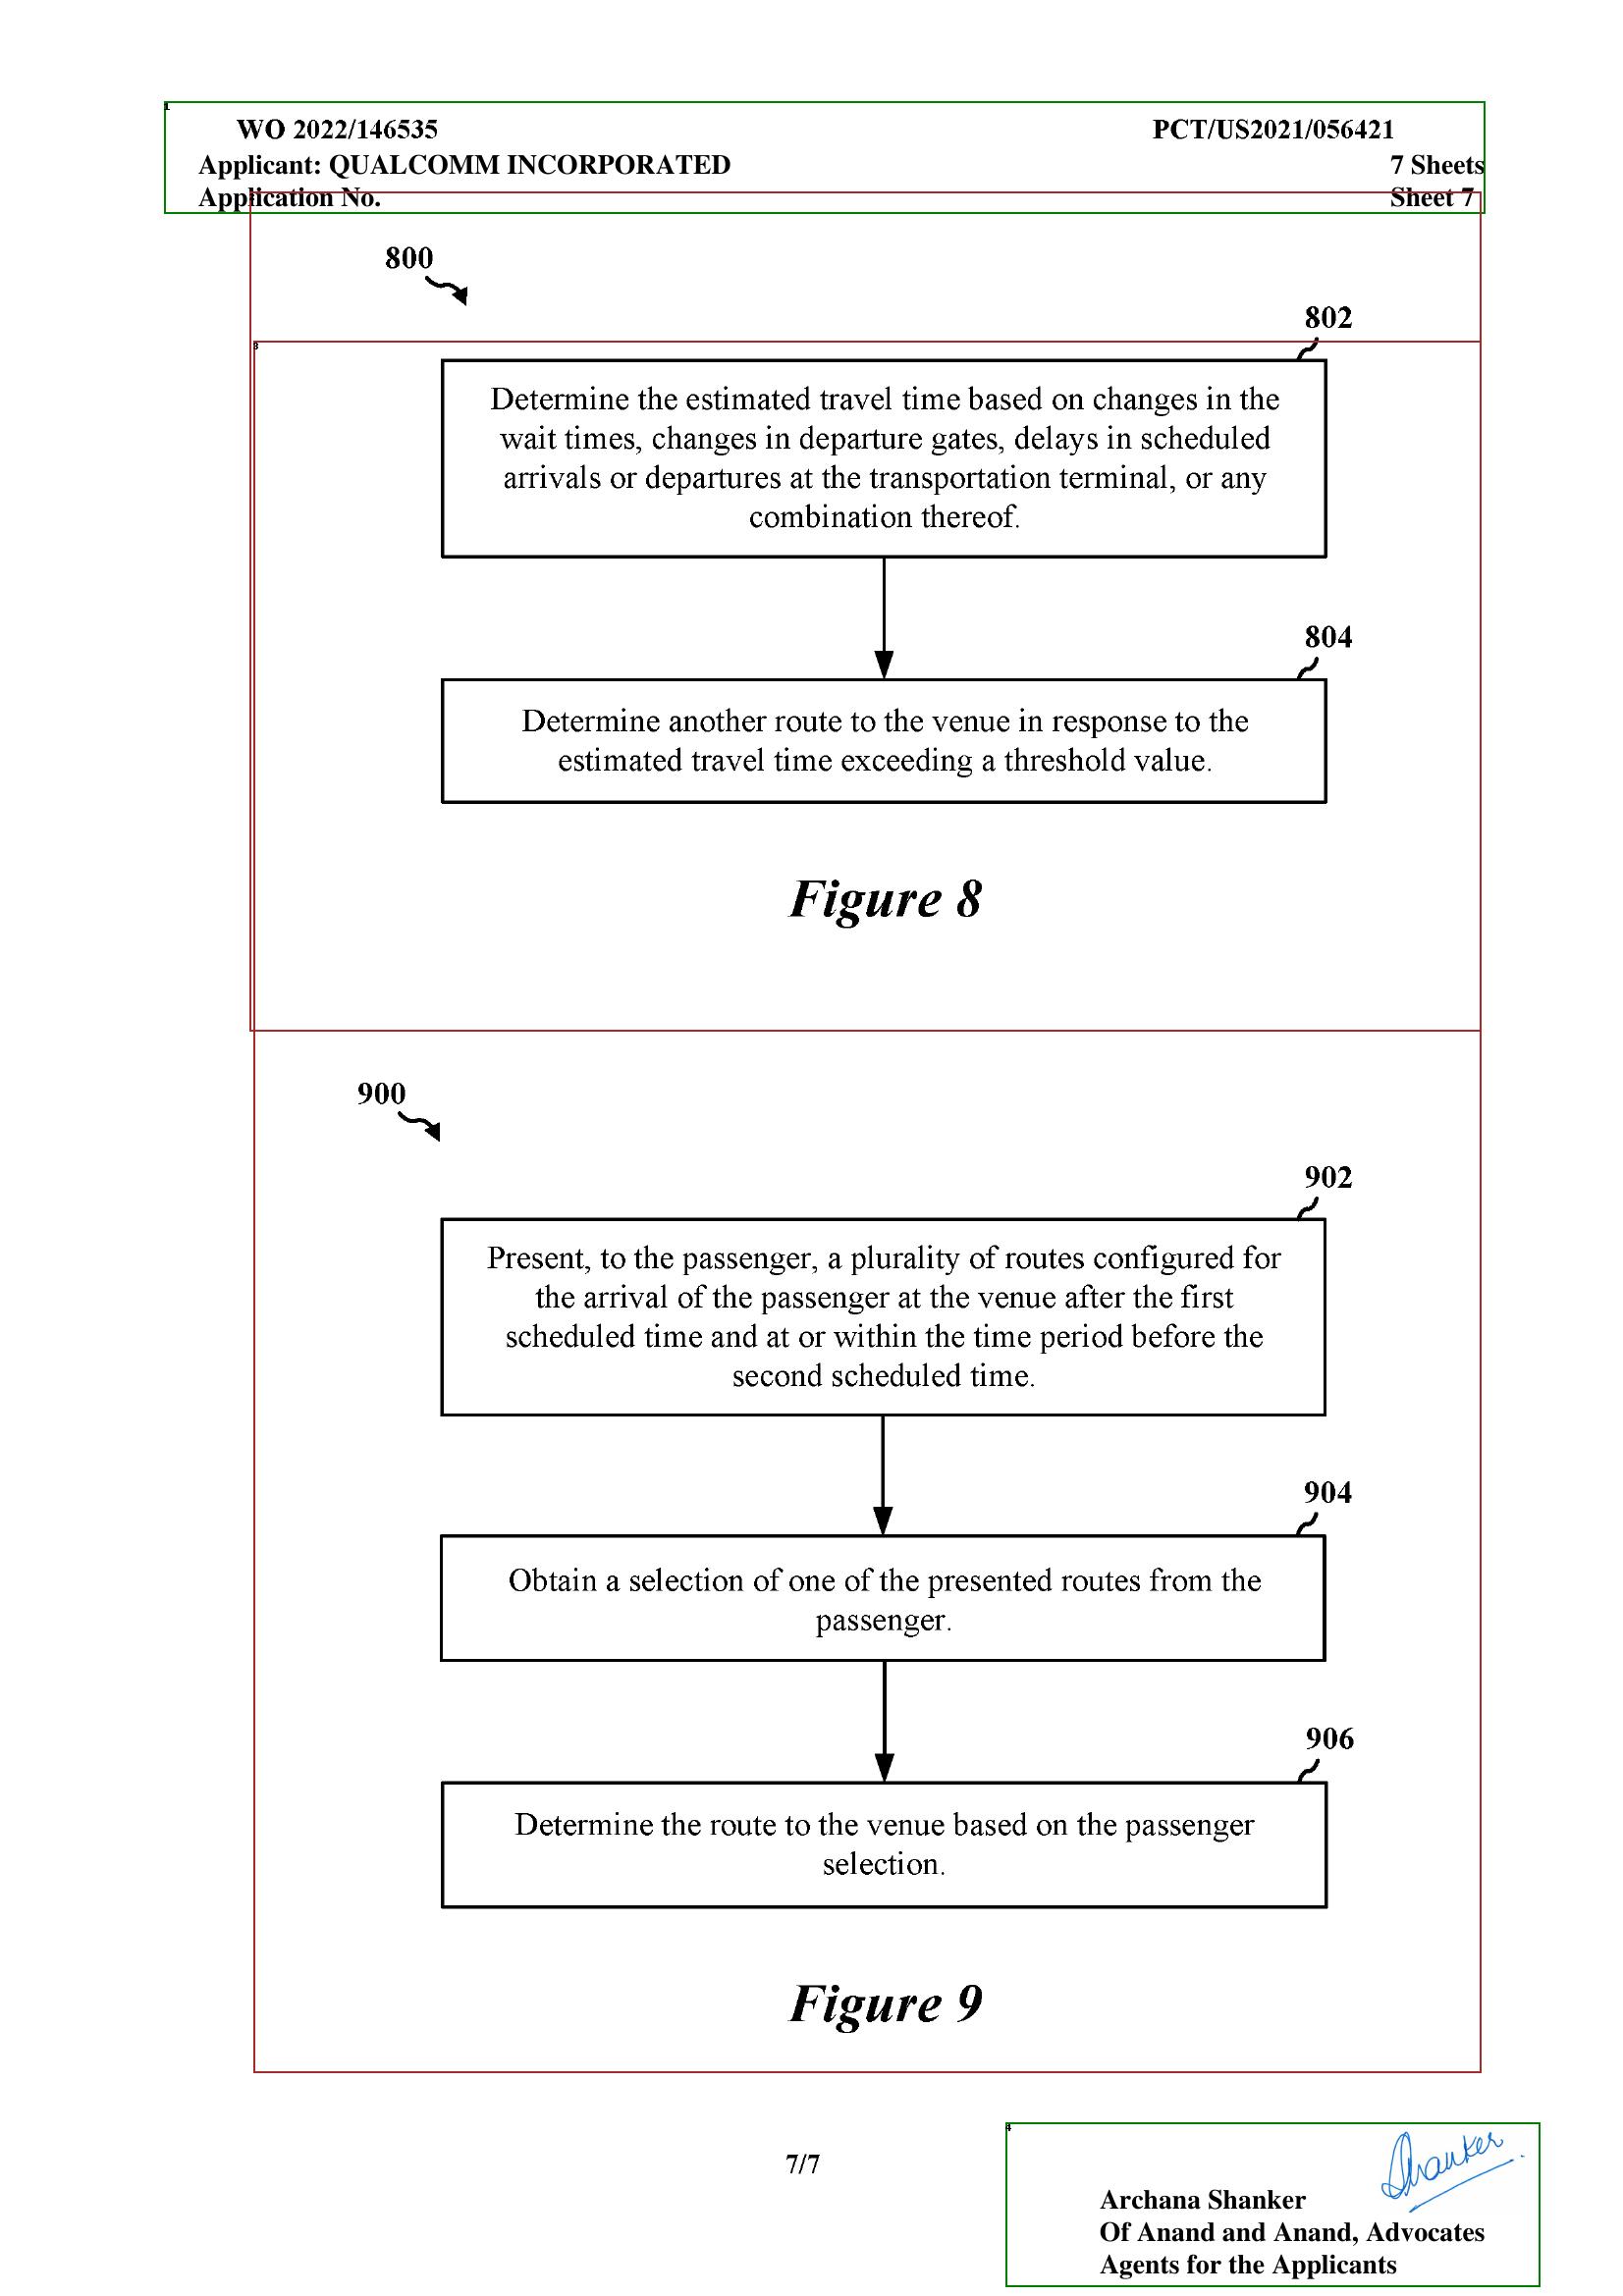 WO 2022/146535 PCT/US2021/056421
Applicant: QUALCOMM INCORPORATED 7 Sheets
Application No. Sheet 7
800
802
Determine the estimated travel time based on changes in the
wait times, changes in departure gates, delays in scheduled
arrivals or departures at the transportation terminal, or any
combination thereof.
804
Determine another route to the venue in response to the
estimated travel time exceeding a threshold value.
Figure 8
900
902
Present, to the passenger, a plurality of routes configured for
the arrival of the passenger at the venue after the first
scheduled time and at or within the time period before the
second scheduled time.
904
Obtain a selection of one of the presented routes from the
passenger.
906
Determine the route to the venue based on the passenger
selection.
Figure 9
7/7
Shanker
Archana Shanker
Of Anand and Anand, Advocates
Agents for the Applicants